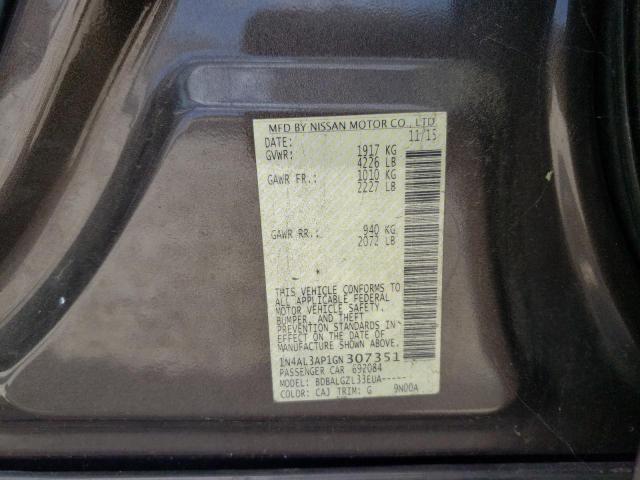 MFD BY NISSAN MOTOR CO., LTD
DATE: 11/15
GVWR: 1917 KG
4226 LB
GAWR FR.: 1010 KG
2227 LB
GAWR RR.: 940 KG
2072 LB
THIS VEHICLE CONFORMS TO
ALL APPLICABLE FEDERAL
MOTOR VEHICLE SAFETY,
BUMPER, AND THEFT
PREVENTION STANDARDS IN
EFFECT ON THE DATE OF
MANUFACTURE SHOWN ABOVE.
1N4AL3AP1GN307351
PASSENGER CAR 692084
MODEL: BDBALGZL33EUA-----
COLOR: CAJ TRIM: G 9N00A